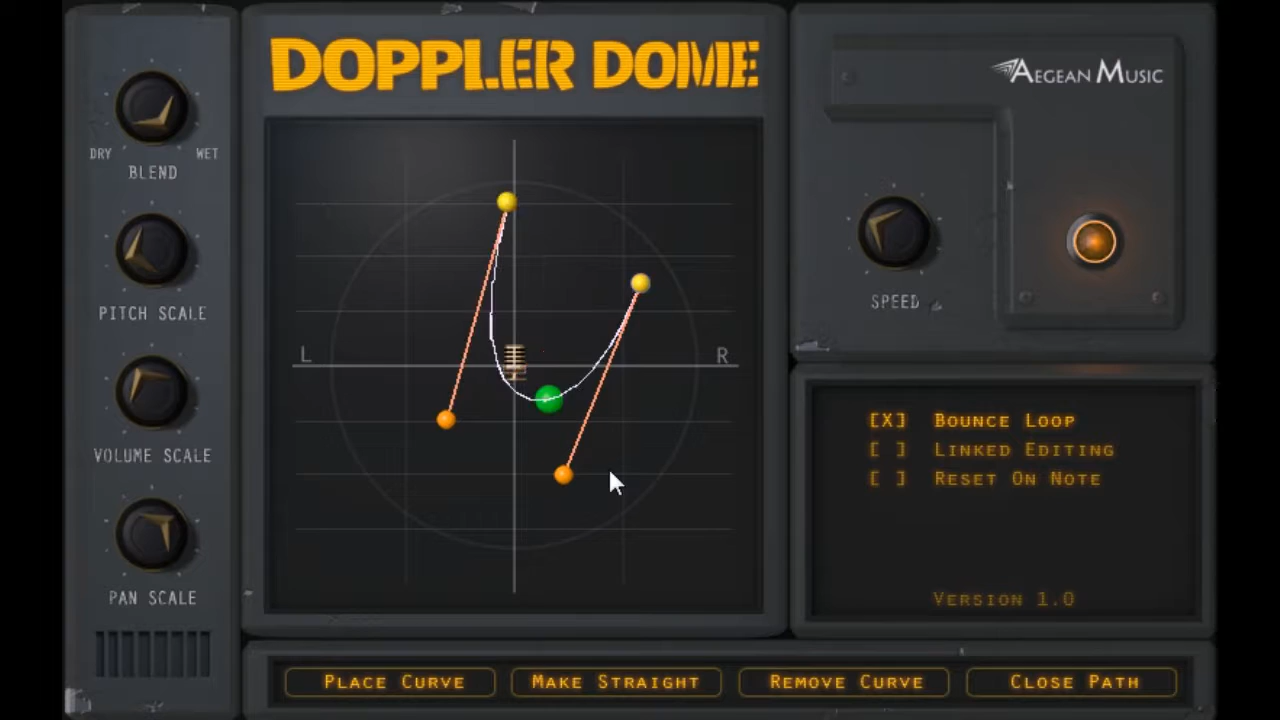 DOPPLER DOME
AEGEAN MUSIC
DRY WET
BLEND
PITCH SCALE
VOLUME SCALE
PAN SCALE
L R
SPEED
[X] BOUNCE LOOP
[ ] LINKED EDITING
[ ] RESET ON NOTE
VERSION 1.0
PLACE CURVE MAKE STRAIGHT REMOVE CURVE CLOSE PATH